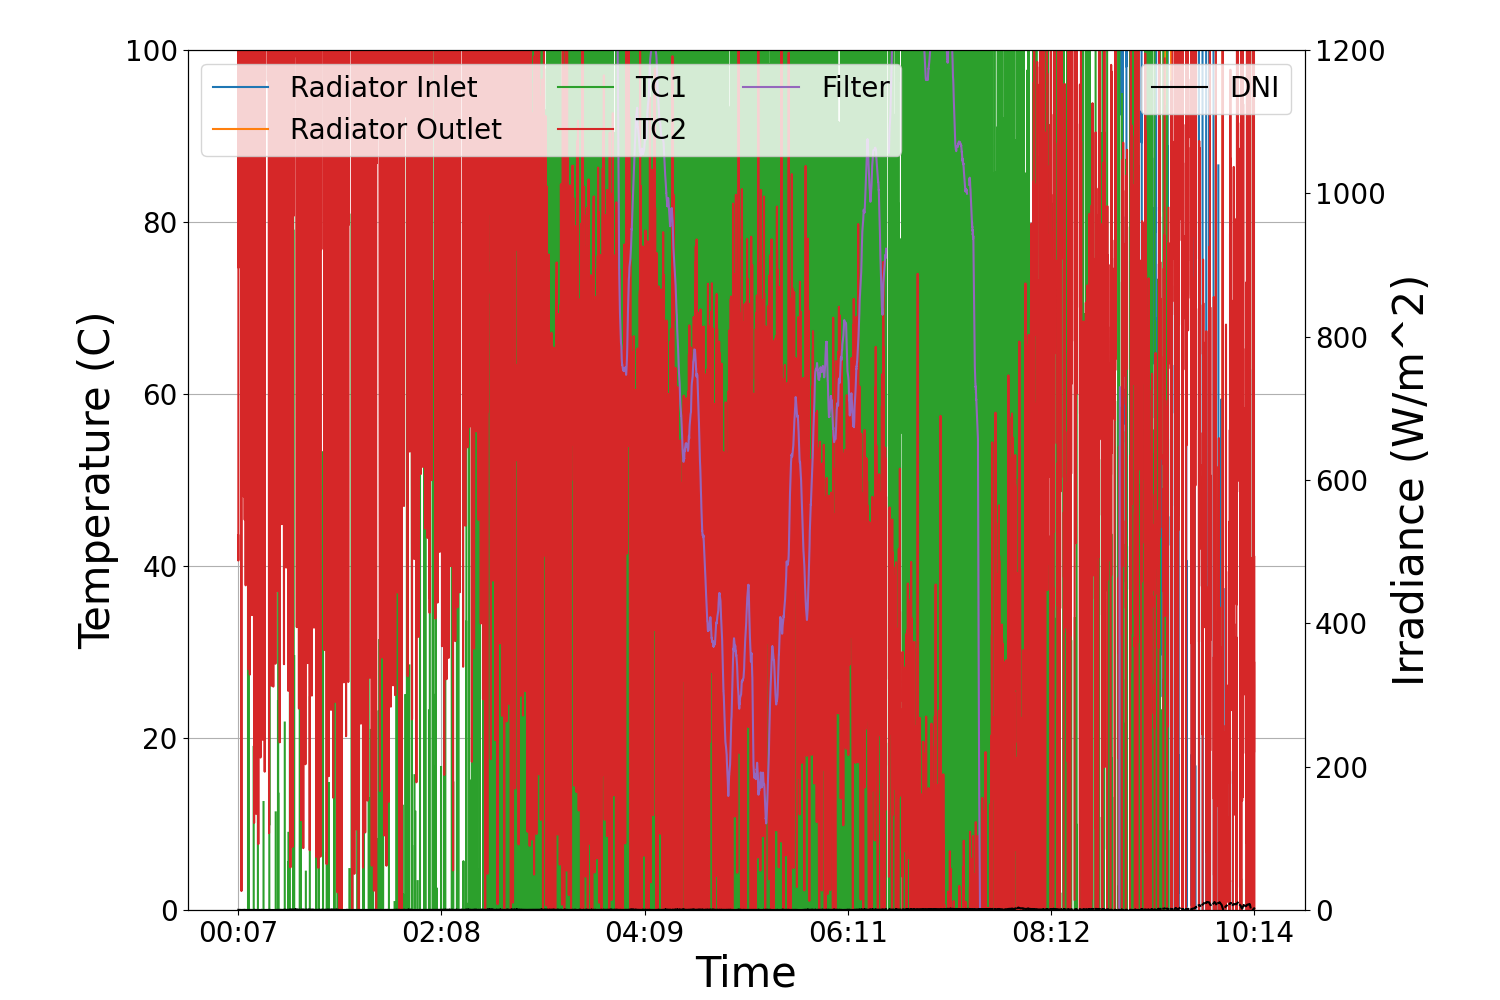 100
80
60
40
20
0
Temperature (C)
Radiator Inlet
Radiator Outlet
TC1
TC2
Filter
DNI
1200
1000
800
600
400
200
0
Irradiance (W/m^2)
00:07
02:08
04:09
06:11
08:12
10:14
Time